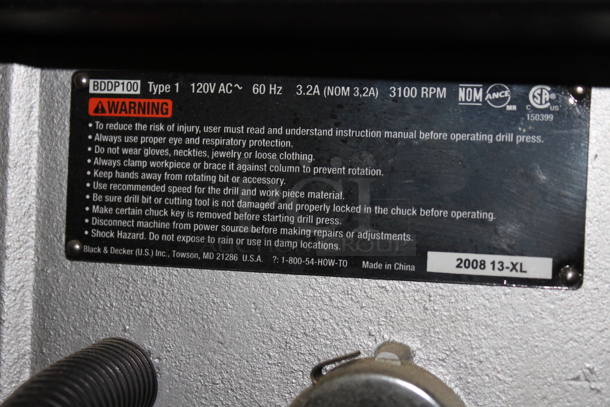 BDDP100 Type 1 120V AC~ 60 Hz 3.2A (NOM 3,2A) 3100 RPM NOM ANCE MR SA C US
150399
WARNING
• To reduce the risk of injury, user must read and understand instruction manual before operating drill press.
• Always use proper eye and respiratory protection.
• Do not wear gloves, neckties, jewelry or loose clothing.
• Always clamp workpiece or brace it against column to prevent rotation.
• Keep hands away from rotating bit or accessory.
• Use recommended speed for the drill and work piece material.
• Be sure drill bit or cutting tool is not damaged and properly locked in the chuck before operating.
• Make certain chuck key is removed before starting drill press.
• Disconnect machine from power source before making repairs or adjustments.
• Shock Hazard. Do not expose to rain or use in damp locations.
Black & Decker (U.S.) Inc., Towson, MD 21286 U.S.A. ?: 1-800-54-HOW-TO Made in China 2008 13-XL